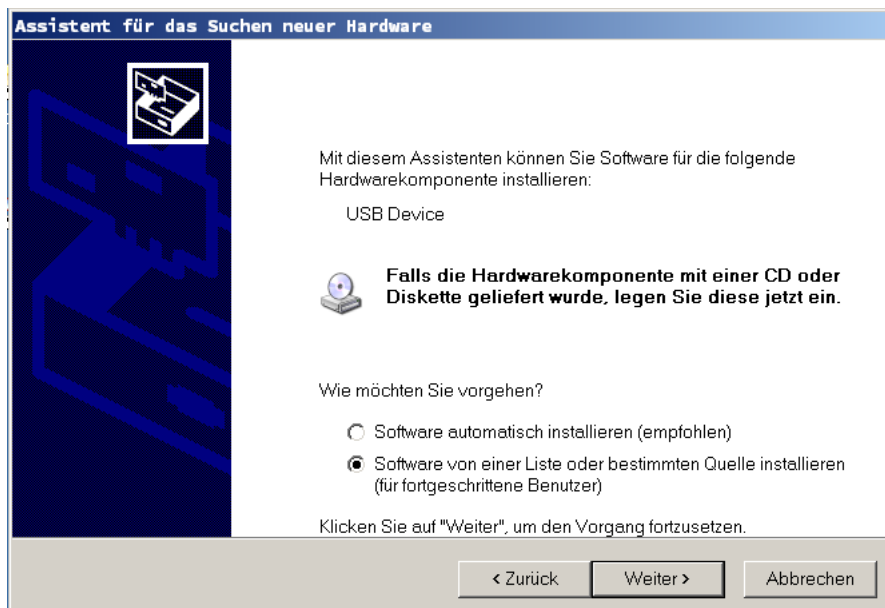 Assistent für das Suchen neuer Hardware
Mit diesem Assistenten können Sie Software für die folgende
Hardwarekomponente installieren:
USB Device
Falls die Hardwarekomponente mit einer CD oder
Diskette geliefert wurde, legen Sie diese jetzt ein.
Wie möchten Sie vorgehen?
Software automatisch installieren (empfohlen)
Software von einer Liste oder bestimmten Quelle installieren
(für fortgeschrittene Benutzer)
Klicken Sie auf "Weiter", um den Vorgang fortzusetzen.
< Zurück
Weiter >
Abbrechen